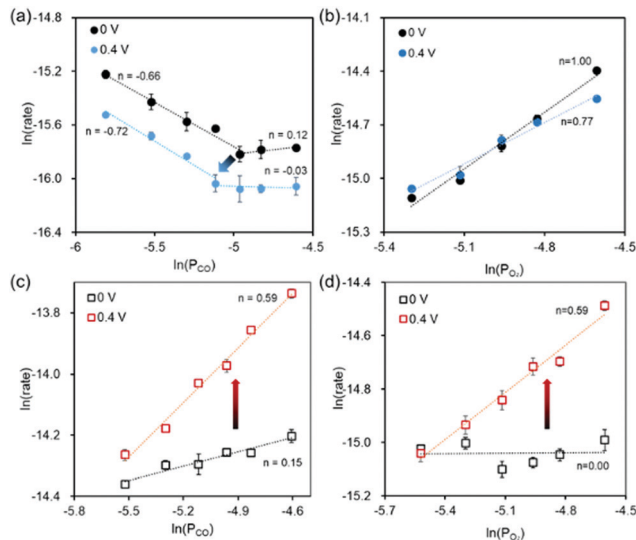 (a)
0 V
0.4 V
n = -0.66
n = -0.72
n = 0.12
n = -0.03
ln(rate)
-14.8
-15.2
-15.6
-16.0
-16.4
-6
-5.5
-5
-4.5
ln(P_CO)
(b)
0 V
0.4 V
n=1.00
n=0.77
ln(rate)
-14.4
-14.7
-15.0
-15.3
-5.4
-5.1
-4.8
-4.5
ln(P_O₂)
(c)
0 V
0.4 V
n = 0.59
n = 0.15
ln(rate)
-13.8
-14.0
-14.2
-14.4
-5.7
-5.5
-5.2
-4.9
-4.6
ln(P_CO)
(d)
0 V
0.4 V
n=0.59
n=0.00
ln(rate)
-14.4
-14.6
-14.8
-15.0
-15.2
-5.7
-5.4
-5.1
-4.8
-4.5
ln(P_O₂)